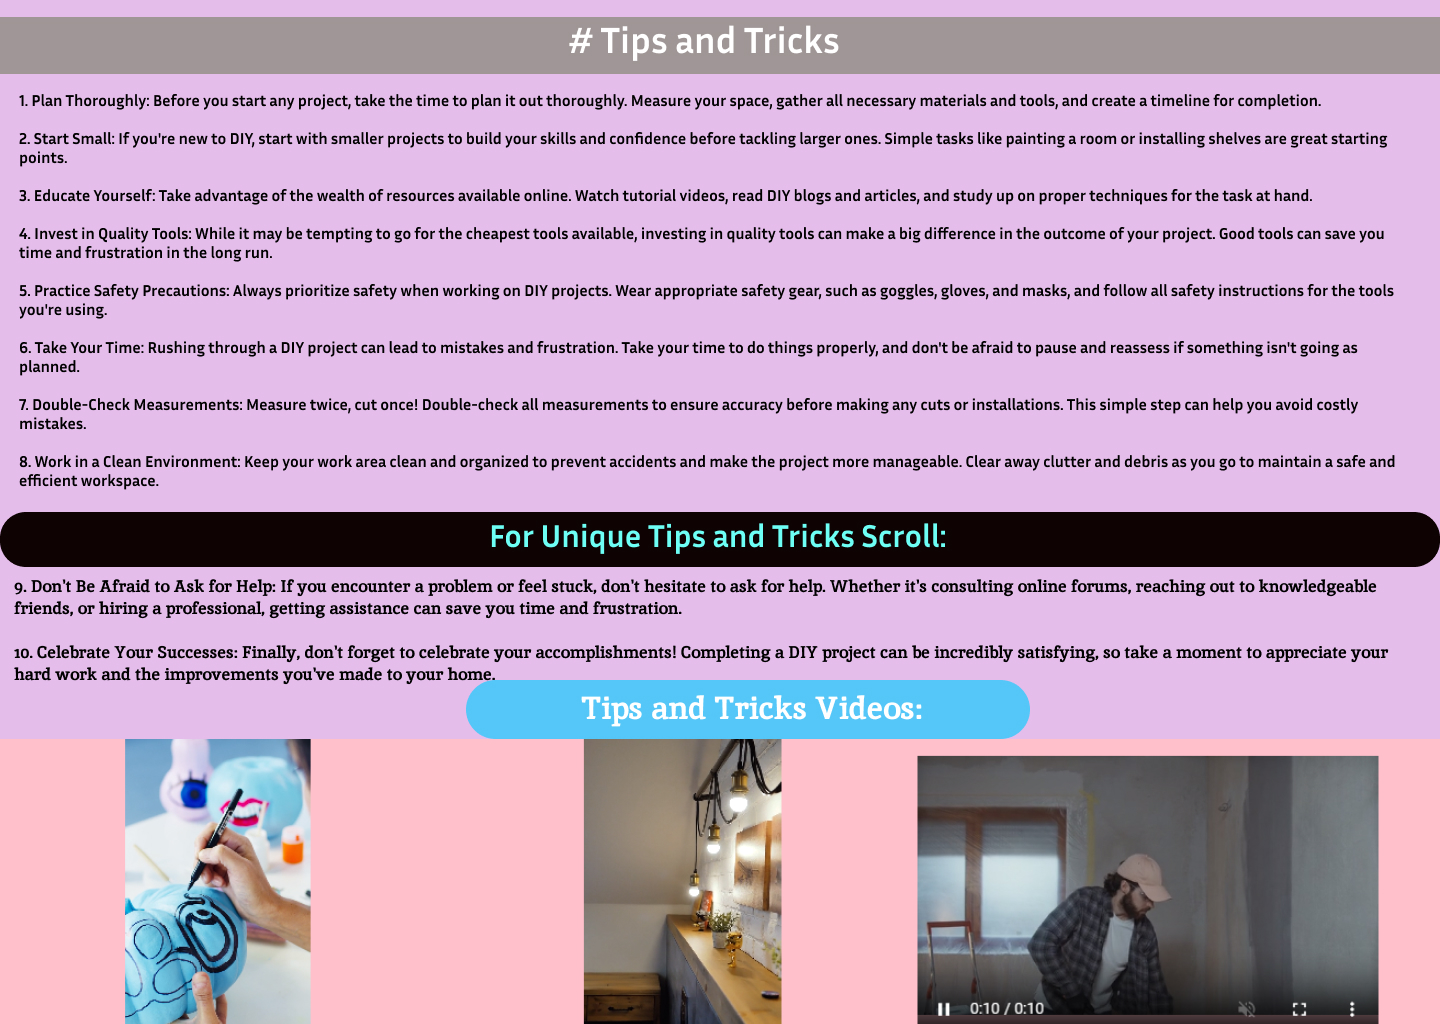 # Tips and Tricks
1. Plan Thoroughly: Before you start any project, take the time to plan it out thoroughly. Measure your space, gather all necessary materials and tools, and create a timeline for completion.
2. Start Small: If you're new to DIY, start with smaller projects to build your skills and confidence before tackling larger ones. Simple tasks like painting a room or installing shelves are great starting
points.
3. Educate Yourself: Take advantage of the wealth of resources available online. Watch tutorial videos, read DIY blogs and articles, and study up on proper techniques for the task at hand.
4. Invest in Quality Tools: While it may be tempting to go for the cheapest tools available, investing in quality tools can make a big difference in the outcome of your project. Good tools can save you
time and frustration in the long run.
5. Practice Safety Precautions: Always prioritize safety when working on DIY projects. Wear appropriate safety gear, such as goggles, gloves, and masks, and follow all safety instructions for the tools
you're using.
6. Take Your Time: Rushing through a DIY project can lead to mistakes and frustration. Take your time to do things properly, and don't be afraid to pause and reassess if something isn't going as
planned.
7. Double-Check Measurements: Measure twice, cut once! Double-check all measurements to ensure accuracy before making any cuts or installations. This simple step can help you avoid costly
mistakes.
8. Work in a Clean Environment: Keep your work area clean and organized to prevent accidents and make the project more manageable. Clear away clutter and debris as you go to maintain a safe and
efficient workspace.
For Unique Tips and Tricks Scroll:
9. Don't Be Afraid to Ask for Help: If you encounter a problem or feel stuck, don't hesitate to ask for help. Whether it's consulting online forums, reaching out to knowledgeable
friends, or hiring a professional, getting assistance can save you time and frustration.
10. Celebrate Your Successes: Finally, don't forget to celebrate your accomplishments! Completing a DIY project can be incredibly satisfying, so take a moment to appreciate your
hard work and the improvements you've made to your home.
Tips and Tricks Videos:
0:10 / 0:10